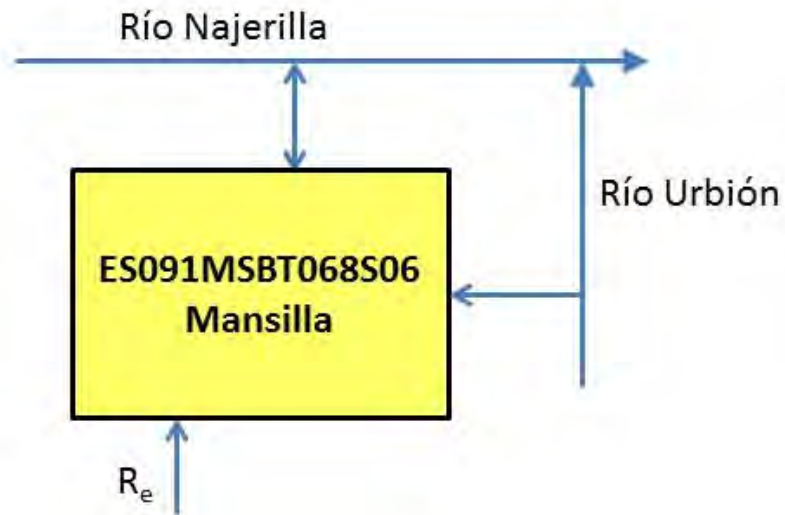 Río Najerilla
Río Urbión
ES091MSBT068S06
Mansilla
Re